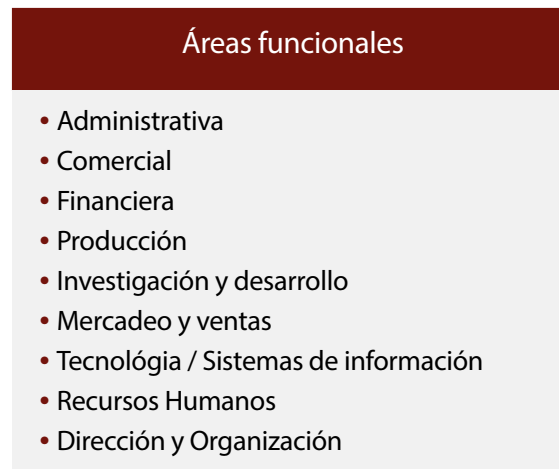 Áreas funcionales
• Administrativa
• Comercial
• Financiera
• Producción
• Investigación y desarrollo
• Mercadeo y ventas
• Tecnológia / Sistemas de información
• Recursos Humanos
• Dirección y Organización